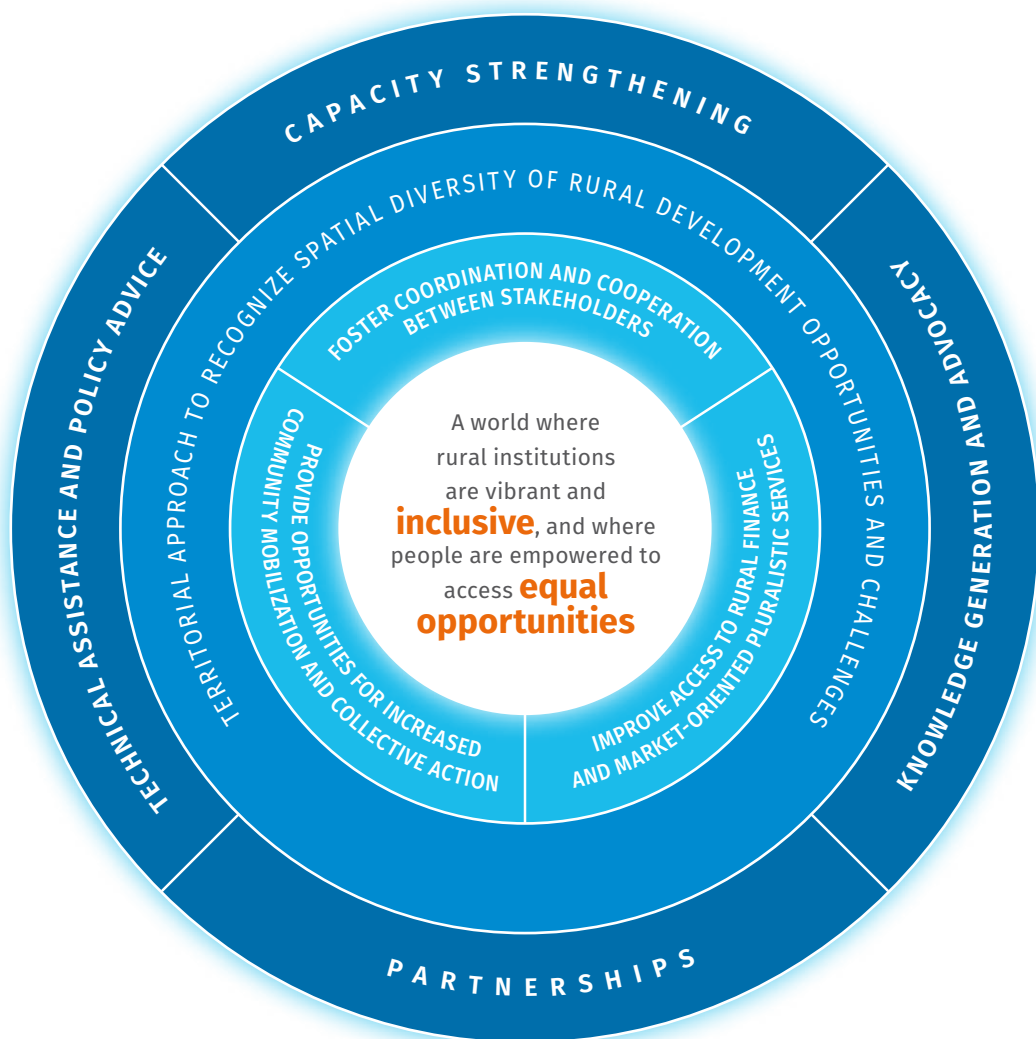 CAPACITY STRENGTHENING
KNOWLEDGE GENERATION AND ADVOCACY
PARTNERSHIPS
TECHNICAL ASSISTANCE AND POLICY ADVICE
TERRITORIAL APPROACH TO RECOGNIZE SPATIAL DIVERSITY OF RURAL DEVELOPMENT OPPORTUNITIES AND CHALLENGES
FOSTER COORDINATION AND COOPERATION
BETWEEN STAKEHOLDERS
IMPROVE ACCESS TO RURAL FINANCE
AND MARKET-ORIENTED PLURALISTIC SERVICES
PROVIDE OPPORTUNITIES FOR INCREASED
COMMUNITY MOBILIZATION AND COLLECTIVE ACTION
A world where
rural institutions
are vibrant and
inclusive, and where
people are empowered to
access equal
opportunities